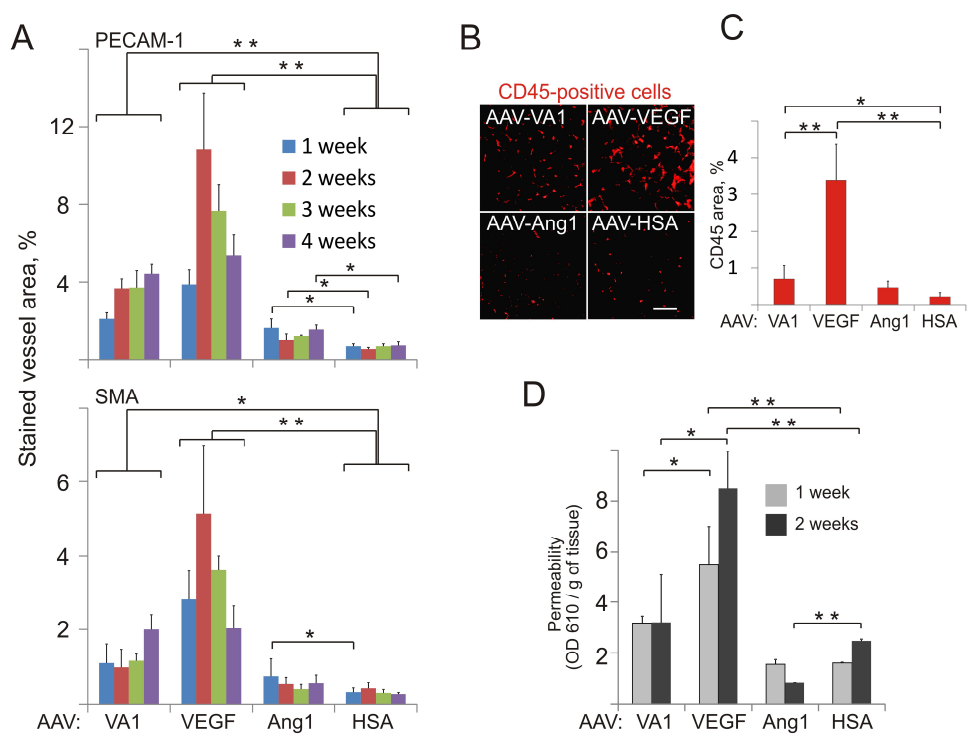 A
PECAM-1
* *
* *
12
8
4
1 week
2 weeks
3 weeks
4 weeks
*
*
*
Stained vessel area, %
SMA
*
* *
6
4
2
*
AAV: VA1 VEGF Ang1 HSA
B
CD45-positive cells
AAV-VA1 AAV-VEGF
AAV-Ang1 AAV-HSA
C
*
* *
* *
CD45 area, %
4
3
2
1
AAV: VA1 VEGF Ang1 HSA
D
* *
* *
*
*
1 week
2 weeks
* *
Permeability
(OD 610 / g of tissue)
8
6
4
2
AAV: VA1 VEGF Ang1 HSA